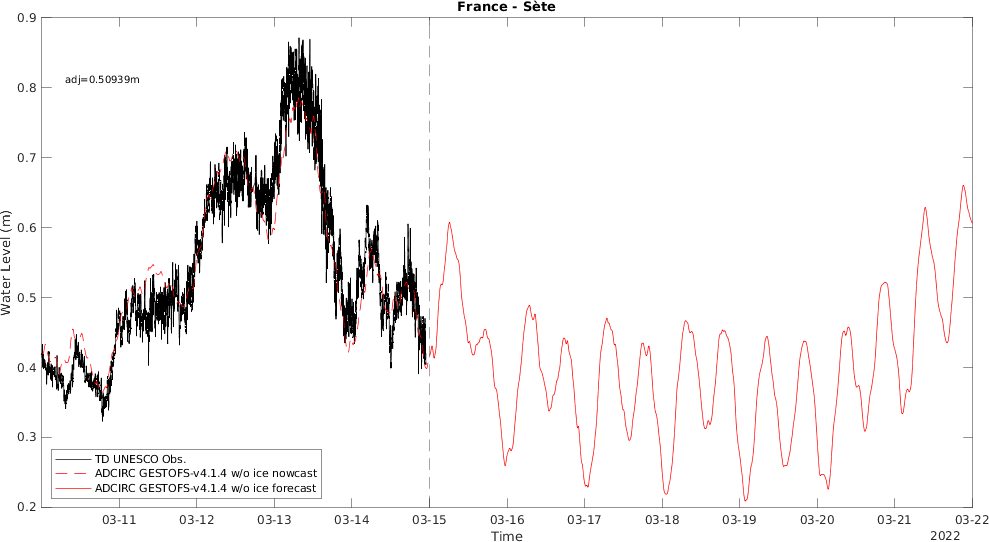 France - Sète
0.9
0.8
0.7
0.6
0.5
0.4
0.3
0.2
Water Level (m)
adj=0.50939m
TD UNESCO Obs.
ADCIRC GESTOFS-v4.1.4 w/o ice nowcast
ADCIRC GESTOFS-v4.1.4 w/o ice forecast
03-11 03-12 03-13 03-14 03-15 03-16 03-17 03-18 03-19 03-20 03-21 03-22
Time
2022